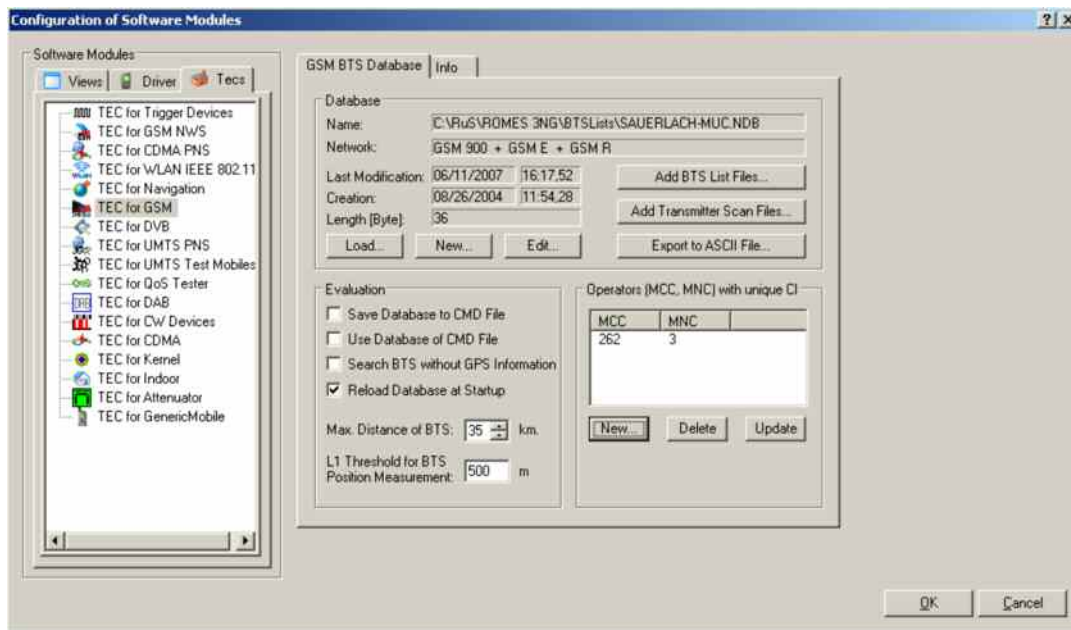 Configuration of Software Modules
Software Modules
Views
Driver
Tecs
TEC for Trigger Devices
TEC for GSM NWS
TEC for CDMA PNS
TEC for WLAN IEEE 802.11
TEC for Navigation
TEC for GSM
TEC for DVB
TEC for UMTS PNS
TEC for UMTS Test Mobiles
TEC for QoS Tester
TEC for DAB
TEC for CW Devices
TEC for CDMA
TEC for Kernel
TEC for Indoor
TEC for Attenuator
TEC for GenericMobile
GSM BTS Database
Info
Database
Name: C:\RuS\ROMES 3NG\BTSLists\SAUERLACH-MUC.NDB
Network: GSM 900 + GSM E + GSM R
Last Modification: 06/11/2007 16:17,52
Creation: 08/26/2004 11:54,28
Length [Byte]: 36
Load... New... Edit...
Add BTS List Files...
Add Transmitter Scan Files...
Export to ASCII File...
Evaluation
Save Database to CMD File
Use Database of CMD File
Search BTS without GPS Information
Reload Database at Startup
Max. Distance of BTS: 35 km.
L1 Threshold for BTS
Position Measurement: 500 m
Operators (MCC, MNC) with unique CI
MCC MNC
262 3
New... Delete Update
OK Cancel